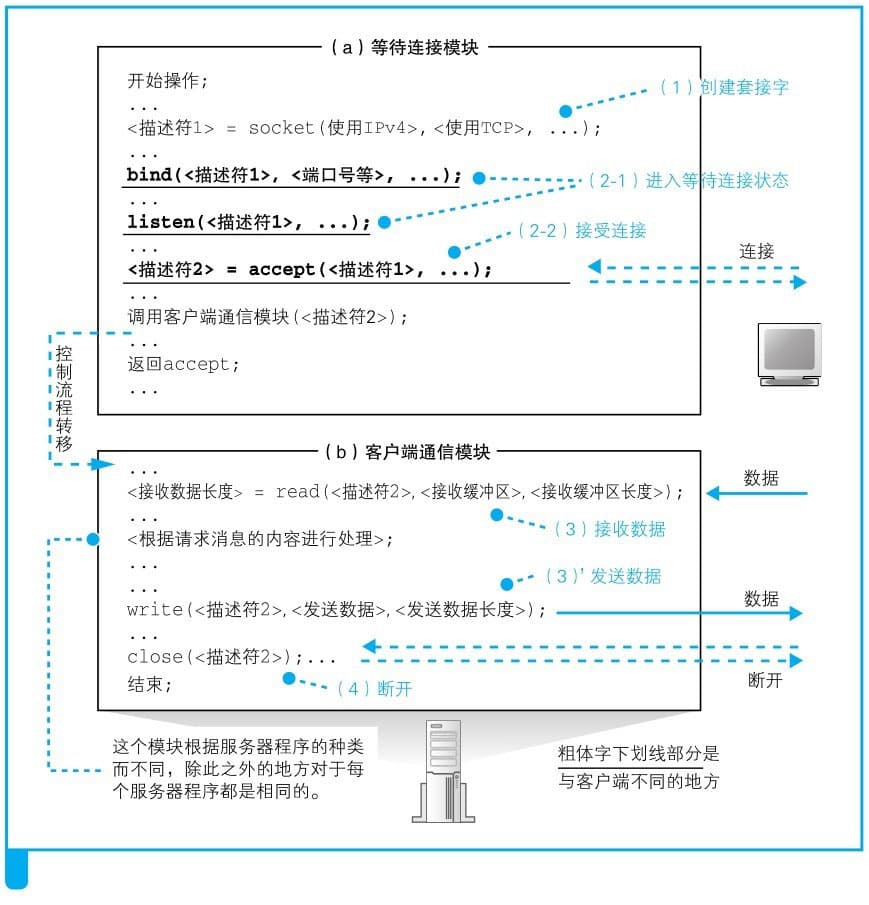 （a）等待连接模块
开始操作;
...
（1）创建套接字
<描述符1> = socket(使用IPv4>, <使用TCP>, ...);
...
bind(<描述符1>, <端口号等>, ...);
（2-1）进入等待连接状态
...
listen(<描述符1>, ...);
（2-2）接受连接
...
连接
<描述符2> = accept(<描述符1>, ...);
...
调用客户端通信模块(<描述符2>);
...
返回accept;
...
控制流程转移
（b）客户端通信模块
...
数据
<接收数据长度> = read(<描述符2>,<接收缓冲区>,<接收缓冲区长度>);
...
（3）接收数据
<根据请求消息的内容进行处理>;
...
（3）'发送数据
...
数据
write(<描述符2>,<发送数据>,<发送数据长度>);
...
close(<描述符2>);...
断开
结束;
（4）断开
这个模块根据服务器程序的种类
而不同，除此之外的地方对于每
个服务器程序都是相同的。
粗体字下划线部分是
与客户端不同的地方